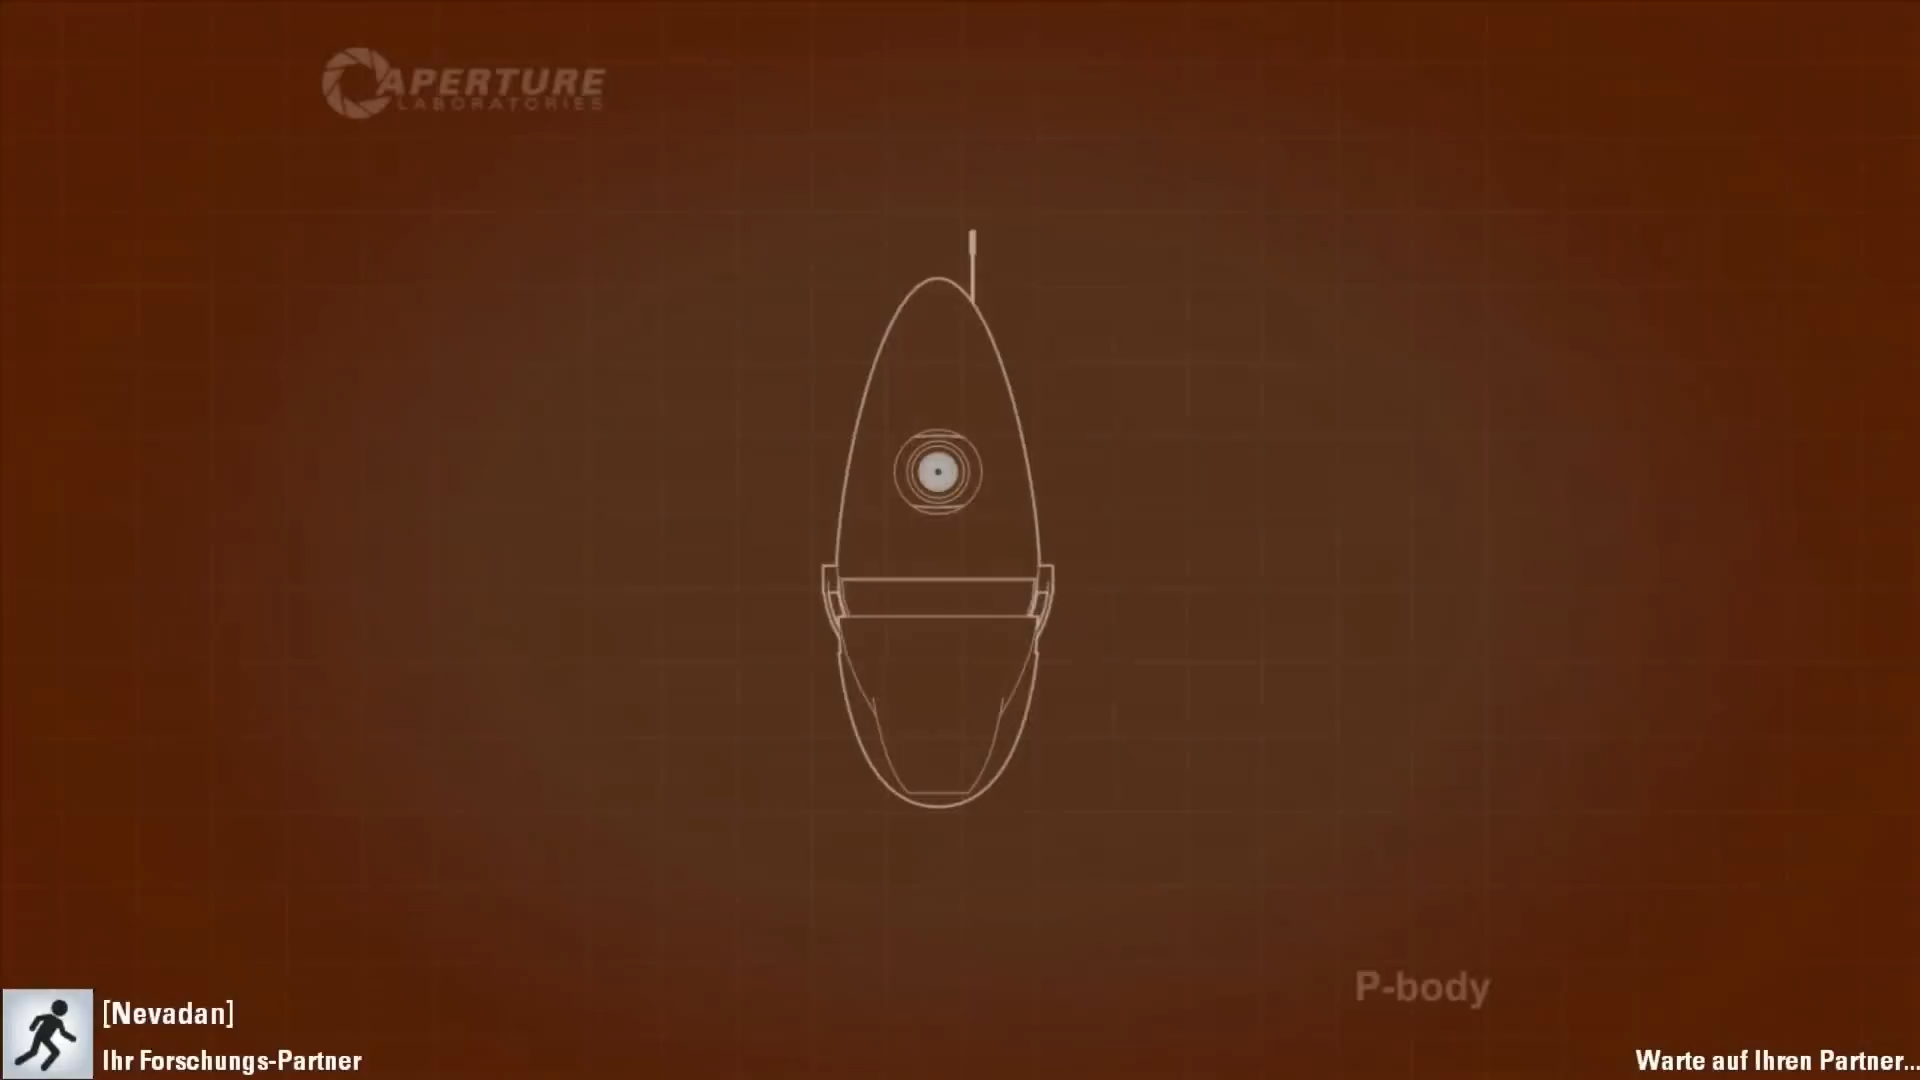 APERTURE
LABORATORIES
P-body
[Nevadan]
Ihr Forschungs-Partner
Warte auf Ihren Partner...